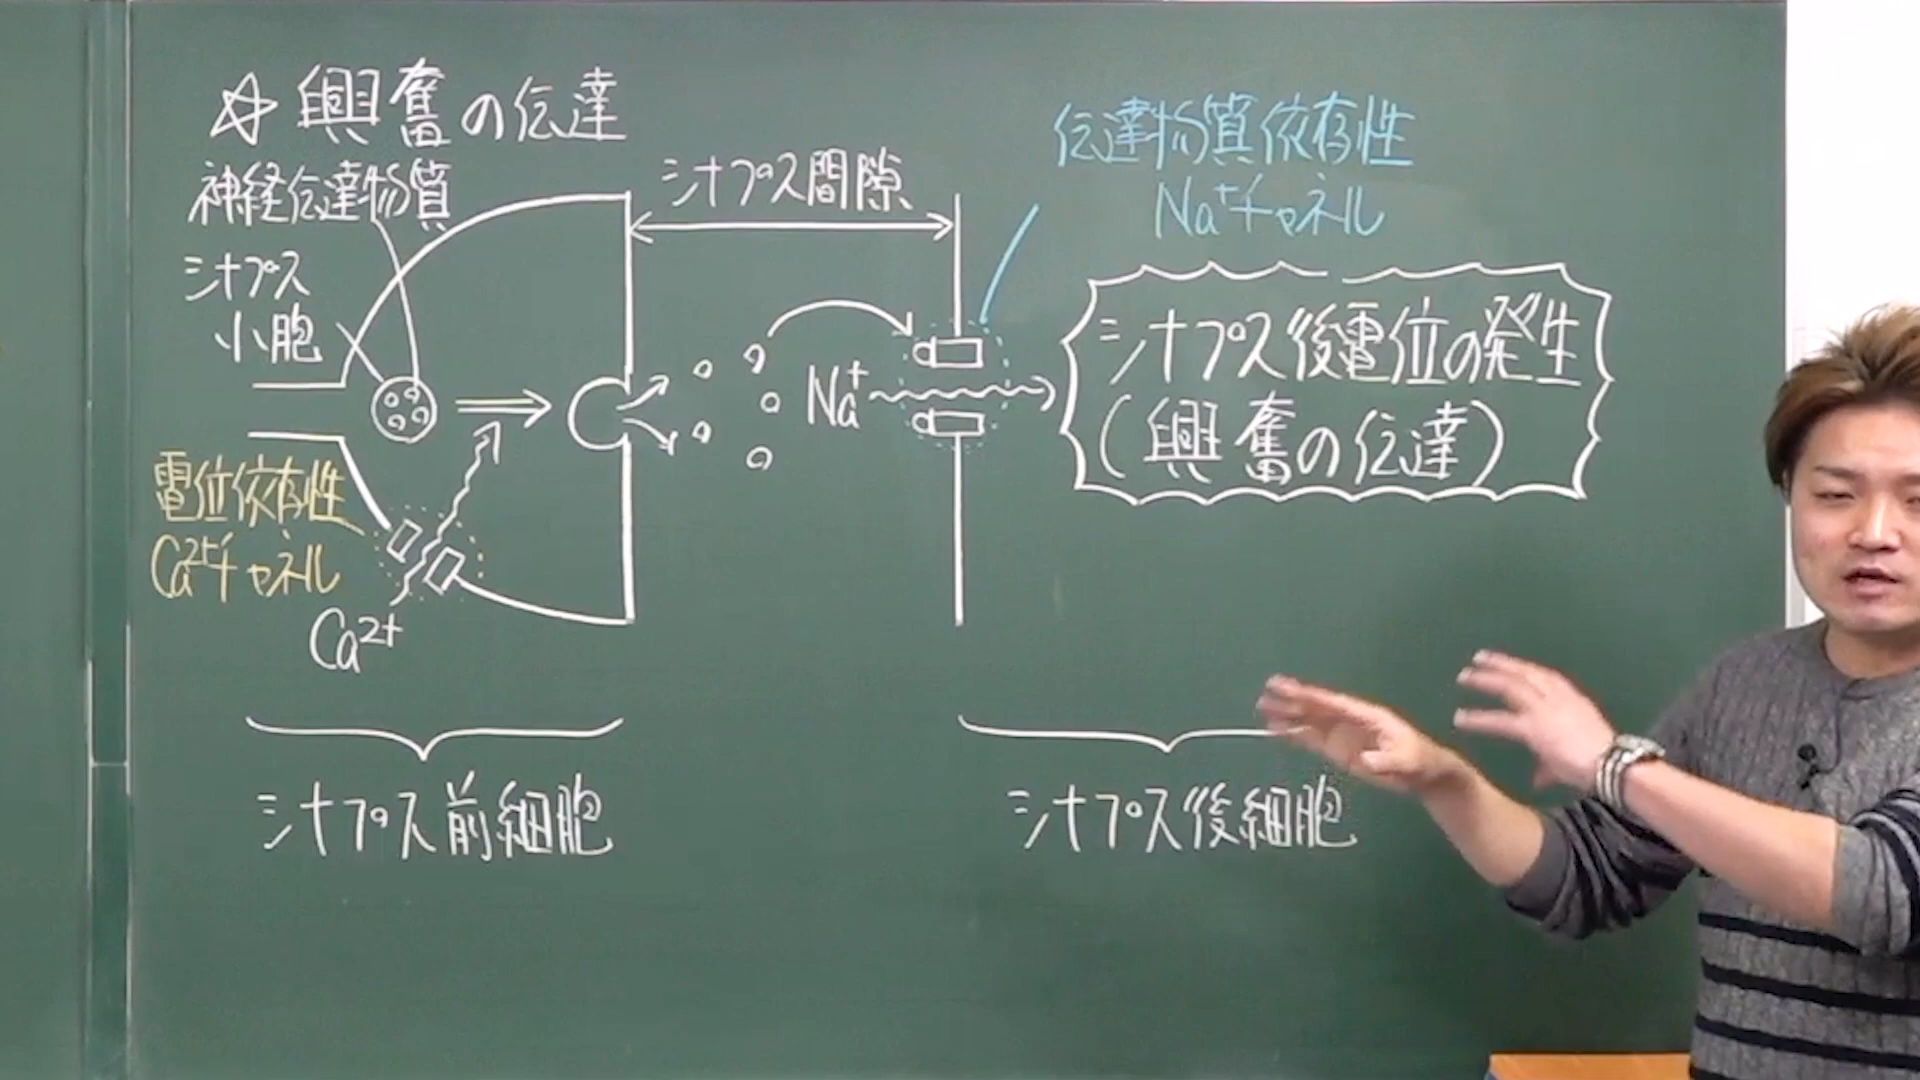 ☆興奮の伝達
神経伝達物質
シナプス
小胞
シナプス間隙
伝達物質依存性
Na⁺チャネル
Na⁺
シナプス後電位の発生
(興奮の伝達)
電位依存性
Ca²⁺チャネル
Ca²⁺
シナプス前細胞
シナプス後細胞